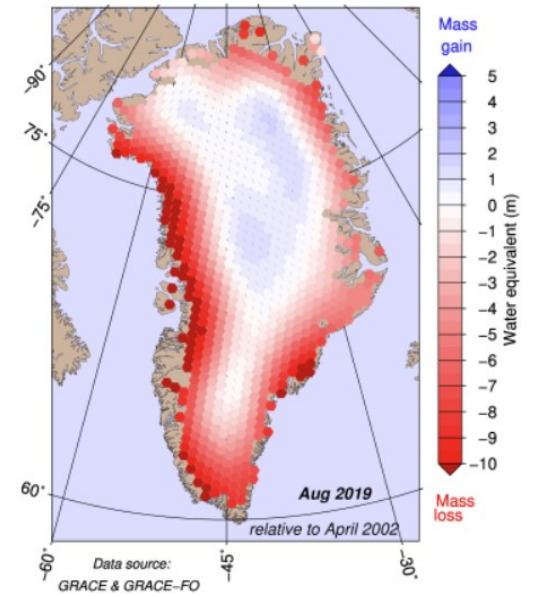 Mass
gain
5
4
3
2
1
0
−1
−2
−3
−4
−5
−6
−7
−8
−9
−10
Water equivalent (m)
Mass
loss
−90°
75°
−75°
60°
−60°
−45°
−30°
Aug 2019
relative to April 2002
Data source:
GRACE & GRACE−FO